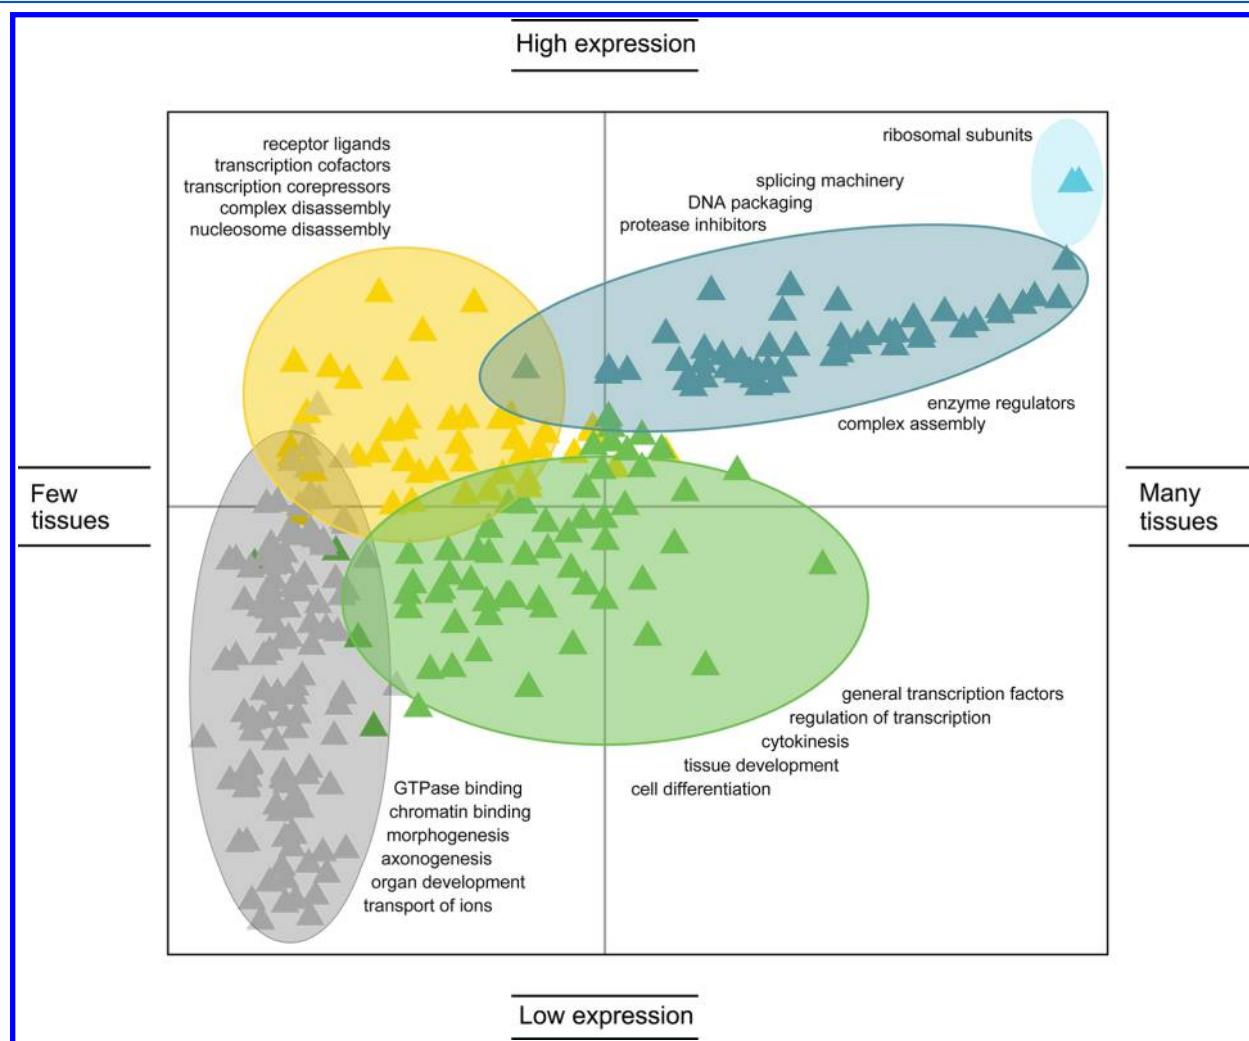 High expression
receptor ligands
transcription cofactors
transcription corepressors
complex disassembly
nucleosome disassembly
ribosomal subunits
splicing machinery
DNA packaging
protease inhibitors
enzyme regulators
complex assembly
Few
tissues
Many
tissues
general transcription factors
regulation of transcription
cytokinesis
tissue development
cell differentiation
GTPase binding
chromatin binding
morphogenesis
axonogenesis
organ development
transport of ions
Low expression